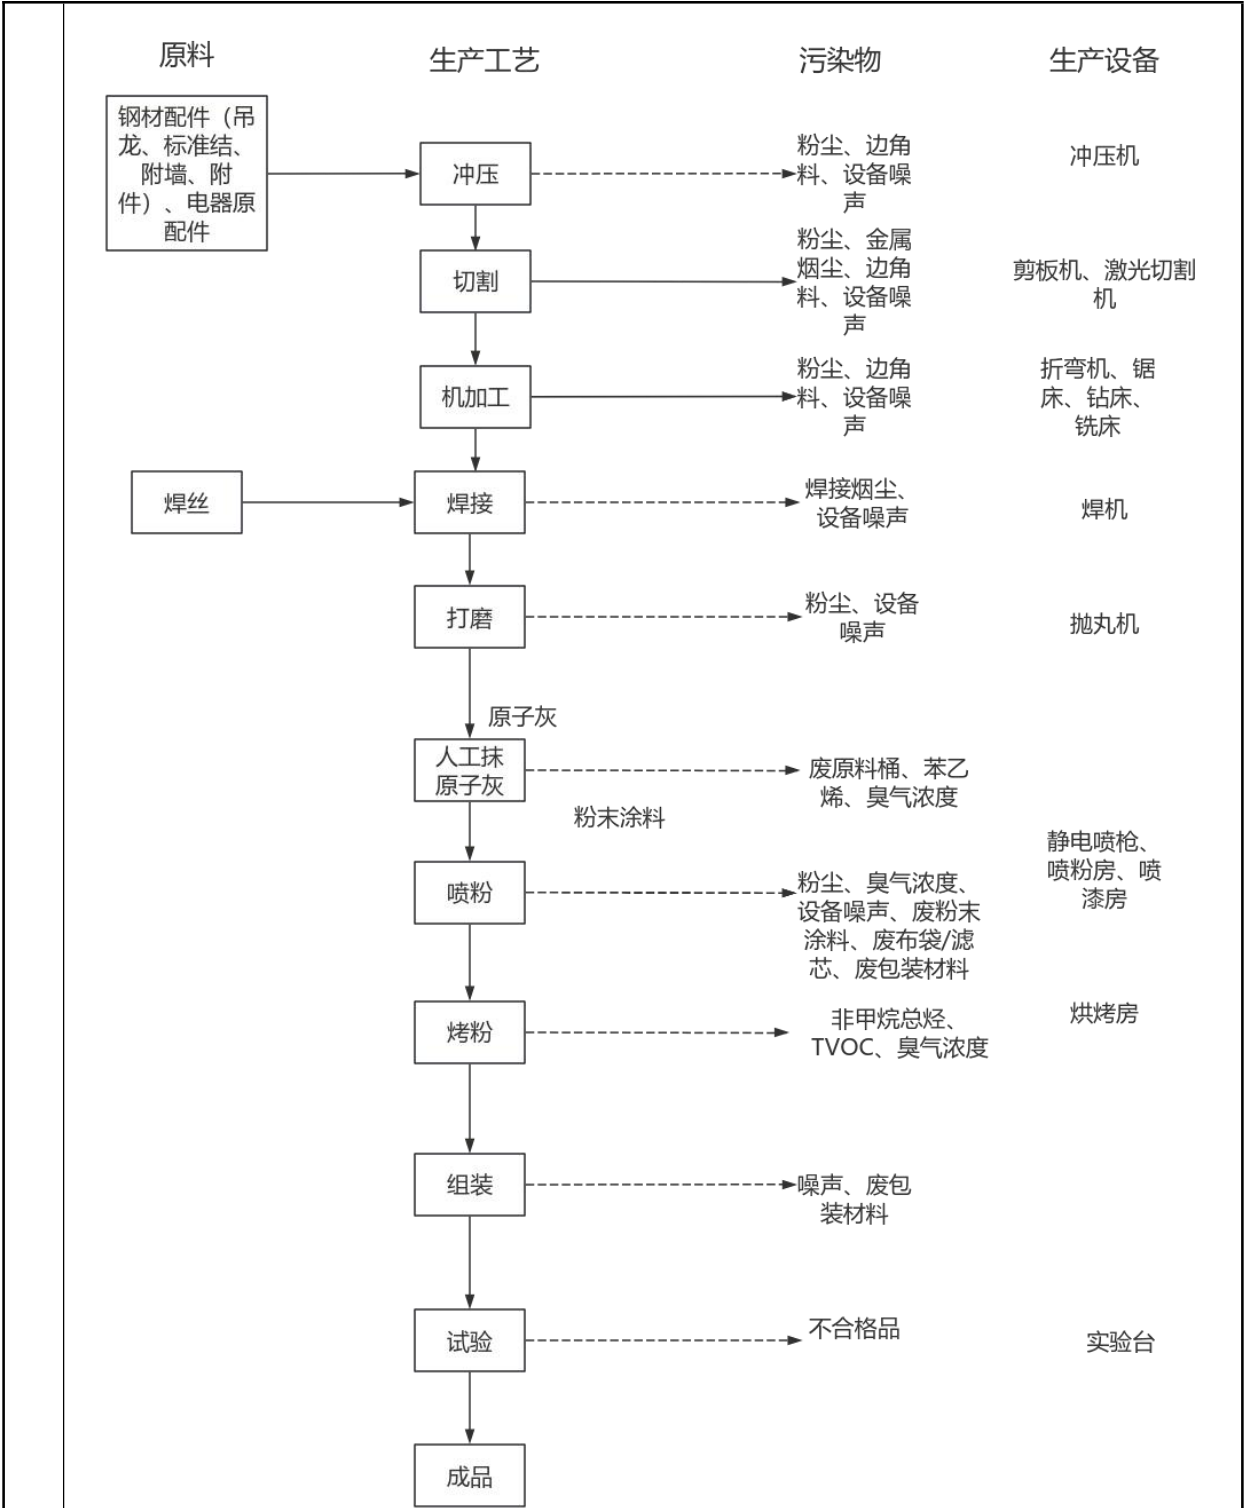 原料
生产工艺
污染物
生产设备
钢材配件（吊
龙、标准结、
附墙、附
件）、电器原
配件
冲压
粉尘、边角
料、设备噪
声
冲压机
切割
粉尘、金属
烟尘、边角
料、设备噪
声
剪板机、激光切割
机
机加工
粉尘、边角
料、设备噪
声
折弯机、锯
床、钻床、
铣床
焊丝
焊接
焊接烟尘、
设备噪声
焊机
打磨
粉尘、设备
噪声
抛丸机
原子灰
人工抹
原子灰
废原料桶、苯乙
烯、臭气浓度
粉末涂料
喷粉
粉尘、臭气浓度、
设备噪声、废粉末
涂料、废布袋/滤
芯、废包装材料
静电喷枪、
喷粉房、喷
漆房
烤粉
非甲烷总烃、
TVOC、臭气浓度
烘烤房
组装
噪声、废包
装材料
试验
不合格品
实验台
成品